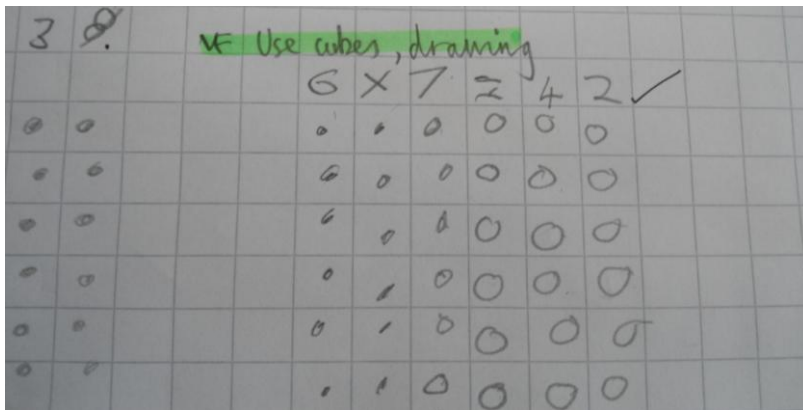 3 8.
VF Use cubes, drawing
6 x 7 = 42 ✓